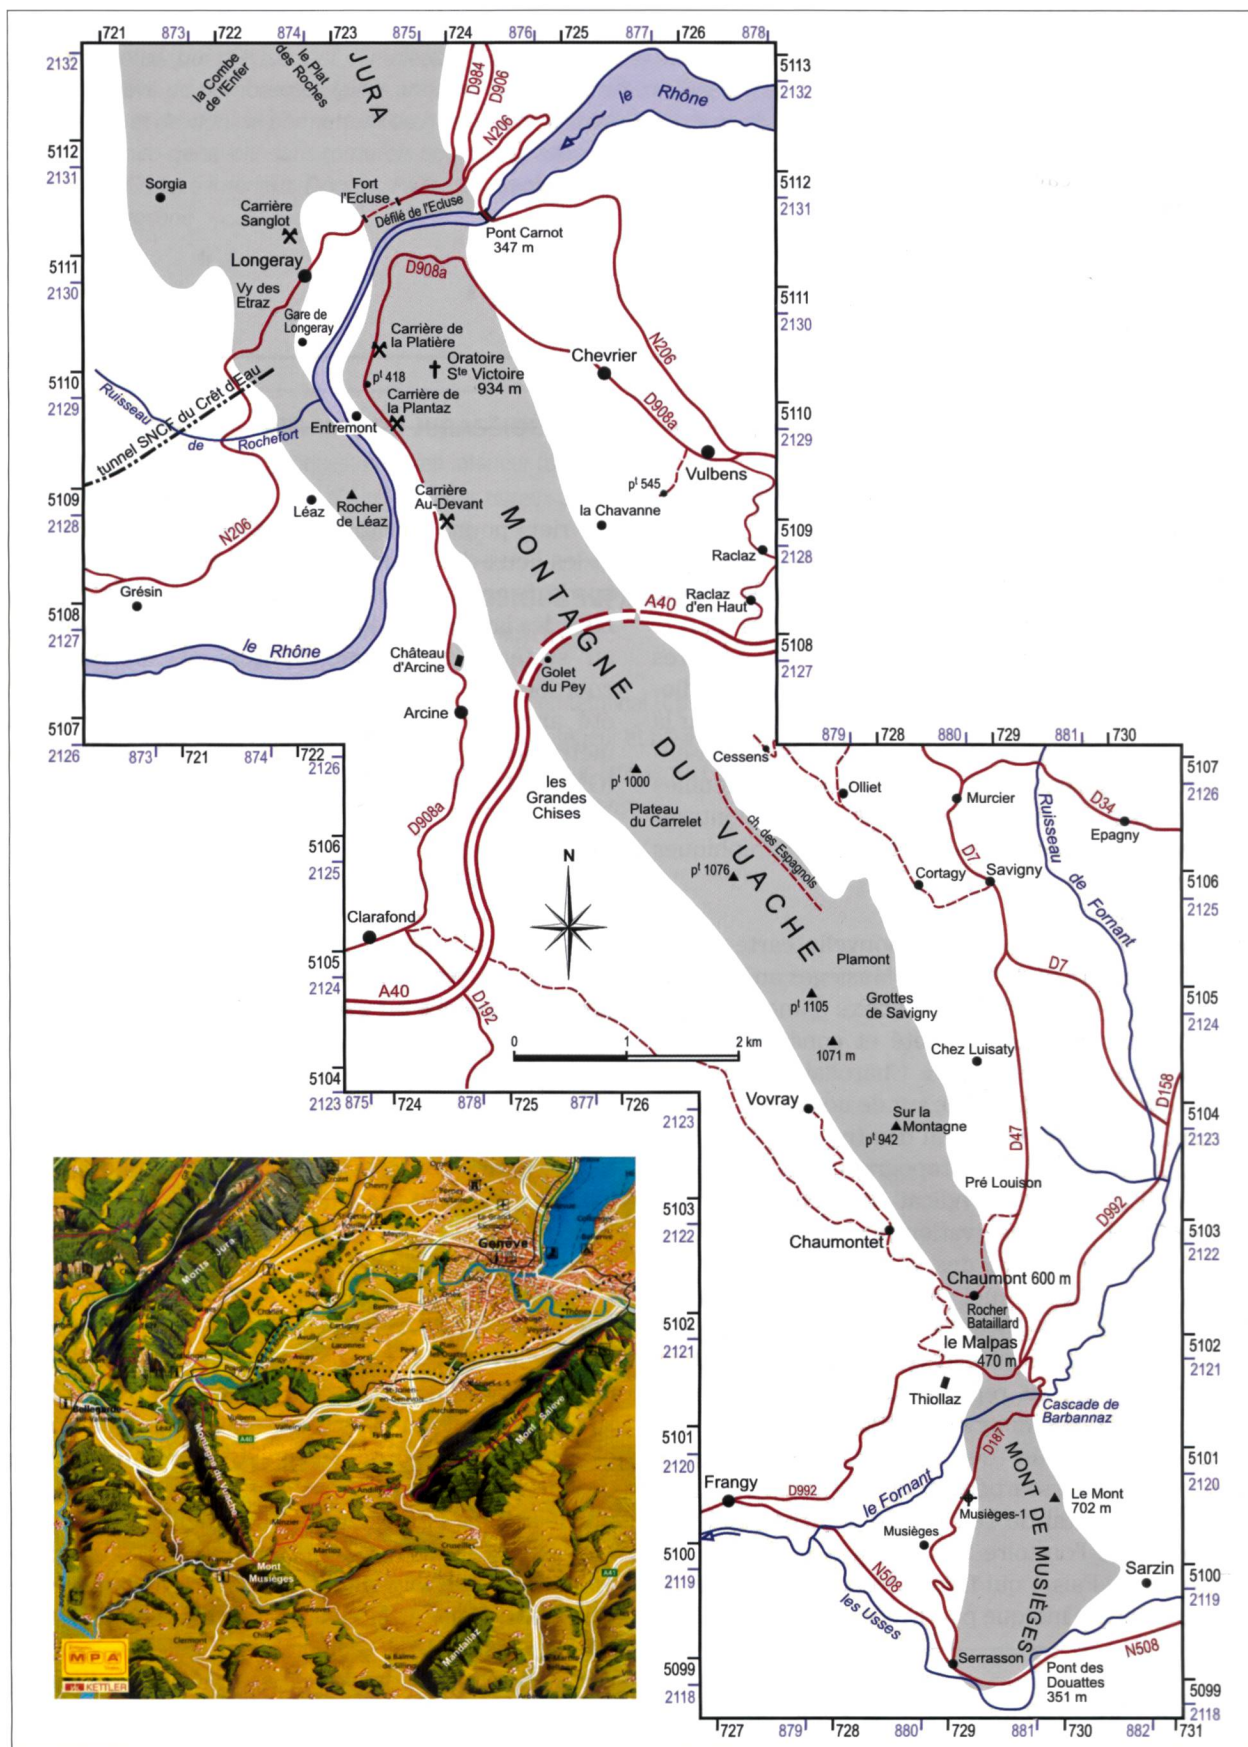 721 873 722 874 723 875 724 876 725 877 726 878
2132
5113
2132
la Combe
de l'Enfer
le Plat
des Roches
JURA
D984
D906
N206
le Rhône
5112
2131
5112
2131
Sorgia
Fort
l'Ecluse
Défilé de l'Ecluse
Carrière
Sanglot
Pont Carnot
347 m
Longeray
D908a
5111
2130
5111
2130
Vy des
Etraz
Gare de
Longeray
Carrière de
la Platière
Oratoire
Ste Victoire
934 m
Chevrier
N206
pt 418
5110
2129
5110
2129
Ruisseau
de
Rochefort
tunnel SNCF du Crêt d'Eau
Carrière de
la Plantaz
Entremont
D908a
Vulbens
pt 545
5109
2128
5109
2128
Léaz
Rocher
de Léaz
Carrière
Au-Devant
la Chavanne
N206
Raclaz
Grésin
Raclaz
d'en Haut
A40
5108
2127
5108
2127
le Rhône
MONTAGNE
DU
VUACHE
Château
d'Arcine
Golet
du Pey
Arcine
5107
2126
873 721 874 722
2126
Cessens
879 728 880 729 881 730
5107
2126
pt 1000
les
Grandes
Chises
Plateau
du Carrelet
Olliet
Murcier
D34
Epagny
Ruisseau
de Fornant
D908a
ch. des Espagnols
D7
5106
2125
N
pt 1076
Cortagy
Savigny
5106
2125
Clarafond
5105
2124
Plamont
D7
A40
D192
pt 1105
Grottes
de Savigny
5105
2124
0 1 2 km
1071 m
Chez Luisaty
5104
2123
875 724 878 725 877 726
2123
Vovray
Sur la
Montagne
pt 942
D47
D158
5104
2123
Pré Louison
5103
2122
D992
5103
2122
Chaumontet
Chaumont 600 m
Rocher
Bataillard
5102
2121
le Malpas
470 m
5102
2121
Thiollaz
Cascade de
Barbannaz
5101
2120
D187
5101
2120
MONT DE MUSIÈGES
Frangy
D992
le Fornant
Musièges-1
Le Mont
702 m
Musièges
5100
2119
N508
Sarzin
5100
2119
les Usses
Serrasson
N508
5099
2118
Pont des
Douattes
351 m
5099
2118
727 879 728 880 729 881 730 882 731
Genève
Monts Jura
Bellegarde
Montagne du Vuache
Mont Salève
A40
Mont
Musièges
A41
Mandallaz
MPA
KETTLER